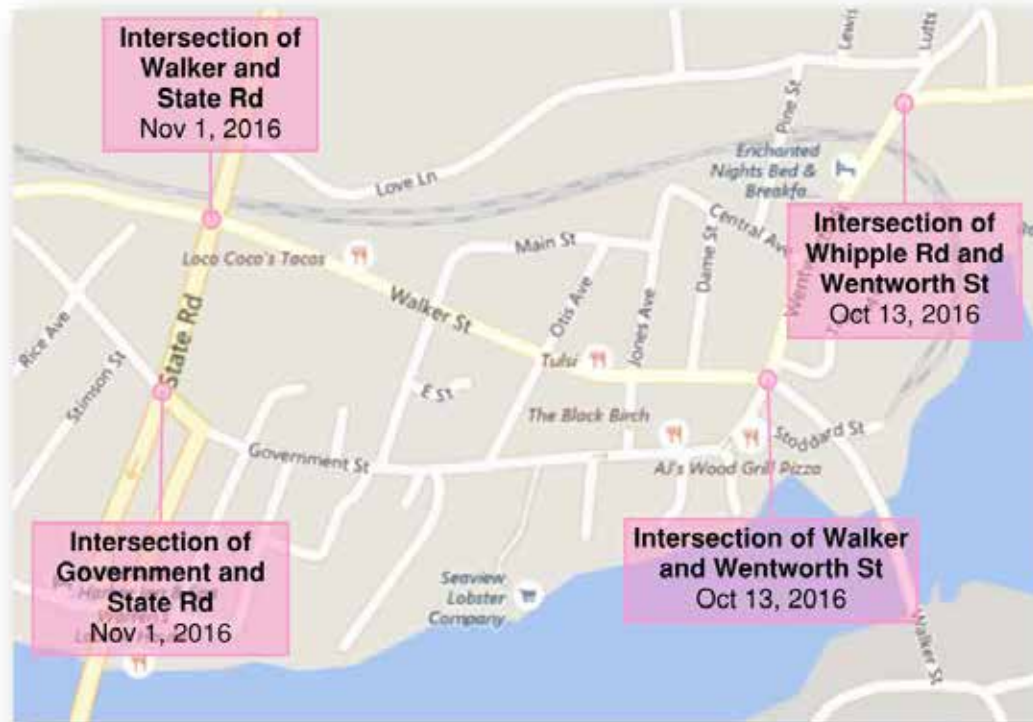 Intersection of
Walker and
State Rd
Nov 1, 2016
Lewis
Lutts
Pine St
Enchanted
Nights Bed &
Breakfa...
Love Ln
Intersection of
Whipple Rd and
Wentworth St
Oct 13, 2016
Main St
Central Ave
Dame St
Loco Coco's Tacos
Otis Ave
Jones Ave
Walker St
State Rd
Rice Ave
Stimson St
Tulsi
E St
The Black Birch
Stoddard St
Government St
AJ's Wood Grill Pizza
Intersection of
Government and
State Rd
Nov 1, 2016
Intersection of Walker
and Wentworth St
Oct 13, 2016
Seaview
Lobster
Company
Walker St